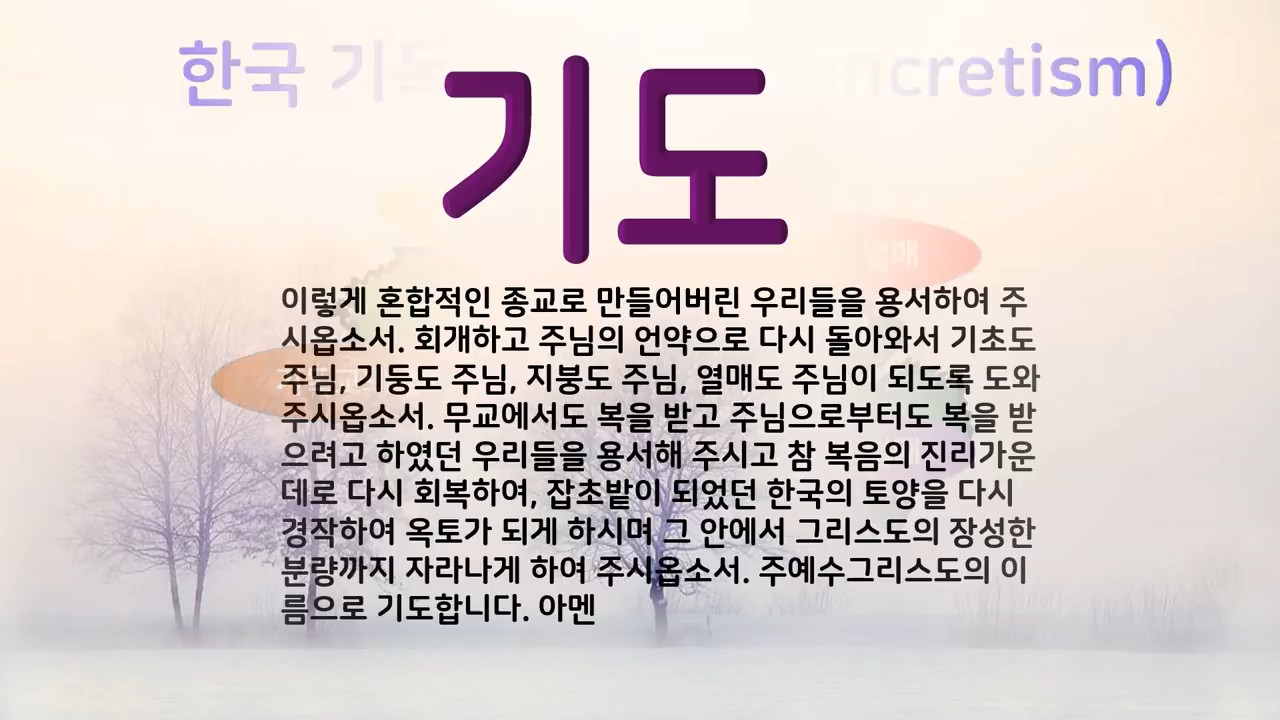 한국 기독 ncretism)
기도
열매
이렇게 혼합적인 종교로 만들어버린 우리들을 용서하여 주
시옵소서. 회개하고 주님의 언약으로 다시 돌아와서 기초도
주님, 기둥도 주님, 지붕도 주님, 열매도 주님이 되도록 도와
주시옵소서. 무교에서도 복을 받고 주님으로부터도 복을 받
으려고 하였던 우리들을 용서해 주시고 참 복음의 진리가운
데로 다시 회복하여, 잡초밭이 되었던 한국의 토양을 다시
경작하여 옥토가 되게 하시며 그 안에서 그리스도의 장성한
분량까지 자라나게 하여 주시옵소서. 주예수그리스도의 이
름으로 기도합니다. 아멘